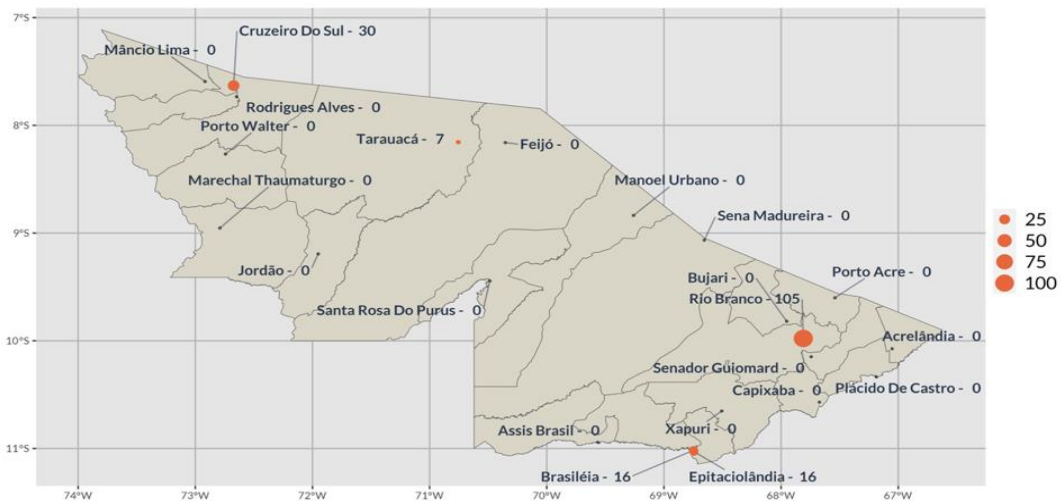 7°S
Cruzeiro Do Sul - 30
Mâncio Lima - 0
Rodrigues Alves - 0
8°S
Porto Walter - 0
Tarauacá - 7
Feijó - 0
Marechal Thaumaturgo - 0
Manoel Urbano - 0
Sena Madureira - 0
9°S
25
50
75
100
Jordão - 0
Bujari - 0
Porto Acre - 0
Rio Branco - 105
Santa Rosa Do Purus - 0
10°S
Acrelândia - 0
Senador Guiomard - 0
Capixaba - 0
Plácido De Castro - 0
Assis Brasil - 0
Xapuri - 0
11°S
Brasiléia - 16
Epitaciolândia - 16
74°W
73°W
72°W
71°W
70°W
69°W
68°W
67°W